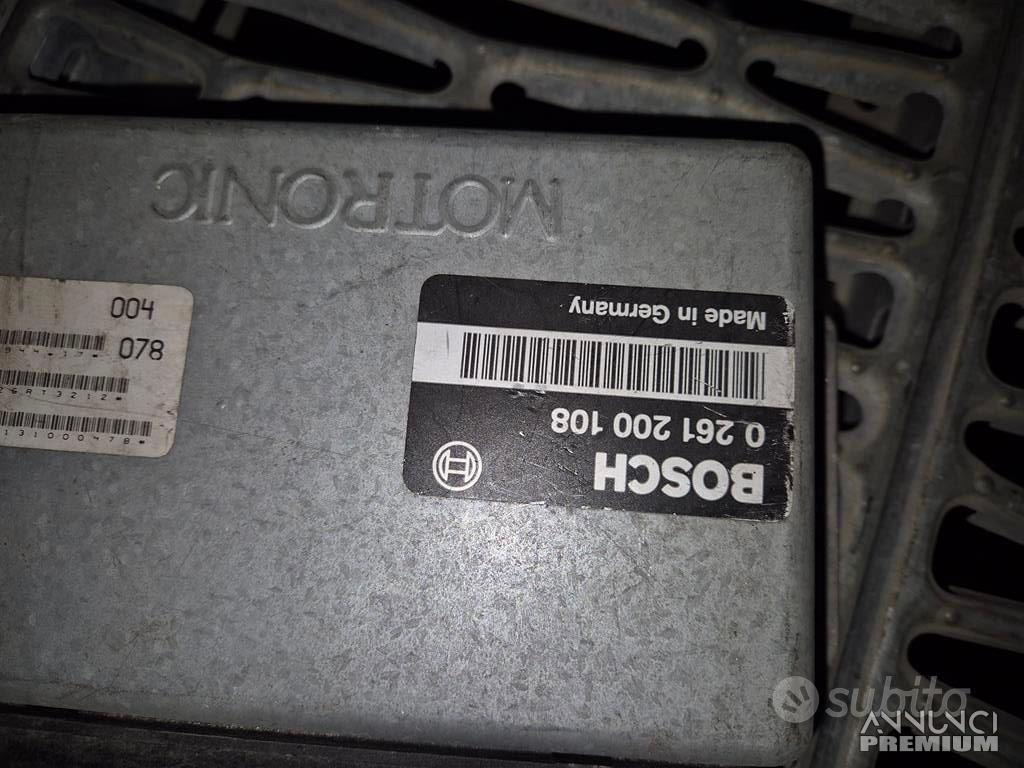 MOTRONIC
BOSCH
0 261 200 108
Made in Germany
004
078
subito
ANNUNCI
PREMIUM